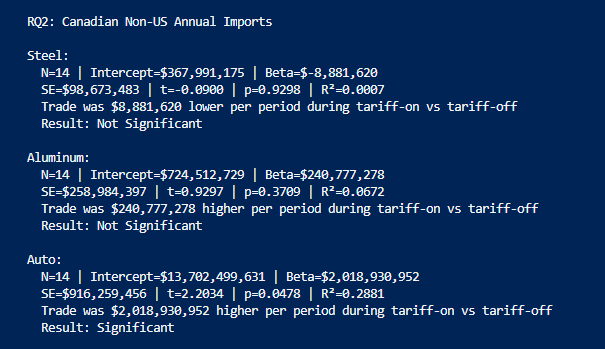 RQ2: Canadian Non-US Annual Imports
Steel:
N=14 | Intercept=$367,991,175 | Beta=$-8,881,620
SE=$98,673,483 | t=-0.0900 | p=0.9298 | R²=0.0007
Trade was $8,881,620 lower per period during tariff-on vs tariff-off
Result: Not Significant
Aluminum:
N=14 | Intercept=$724,512,729 | Beta=$240,777,278
SE=$258,984,397 | t=0.9297 | p=0.3709 | R²=0.0672
Trade was $240,777,278 higher per period during tariff-on vs tariff-off
Result: Not Significant
Auto:
N=14 | Intercept=$13,702,499,631 | Beta=$2,018,930,952
SE=$916,259,456 | t=2.2034 | p=0.0478 | R²=0.2881
Trade was $2,018,930,952 higher per period during tariff-on vs tariff-off
Result: Significant